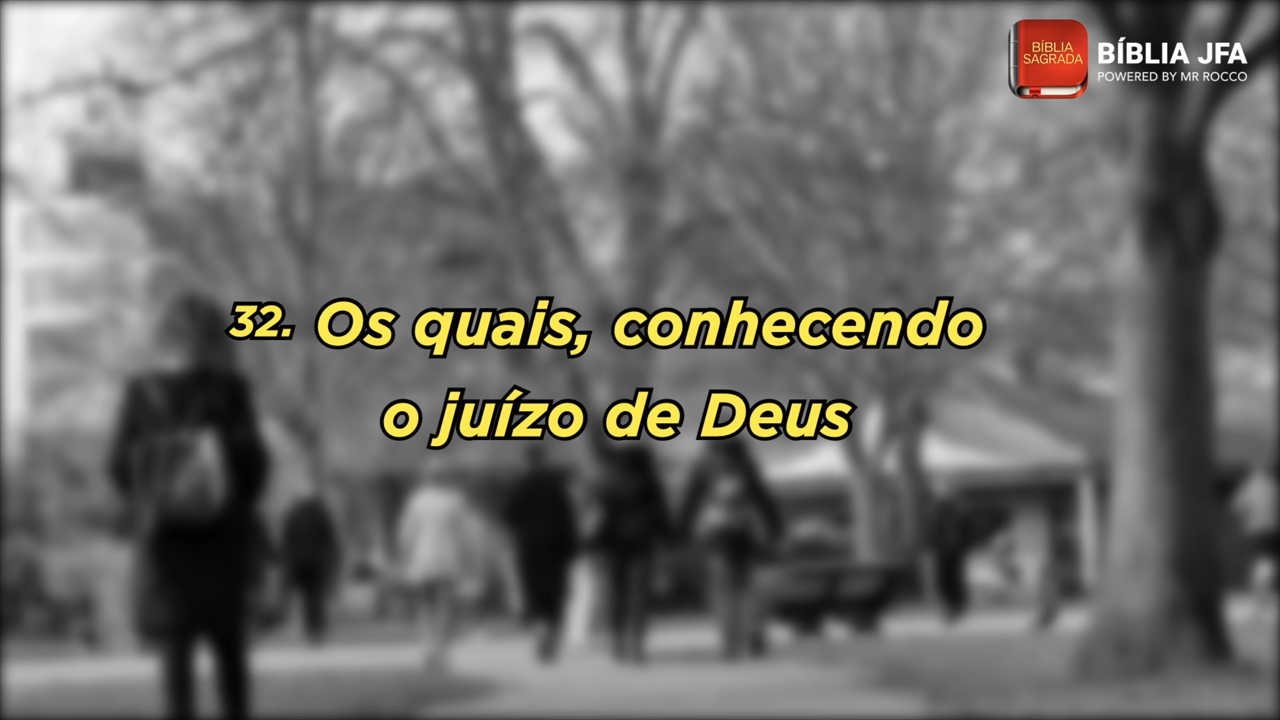 BÍBLIA
SAGRADA
BÍBLIA JFA
POWERED BY MR ROCCO
32. Os quais, conhecendo
o juízo de Deus